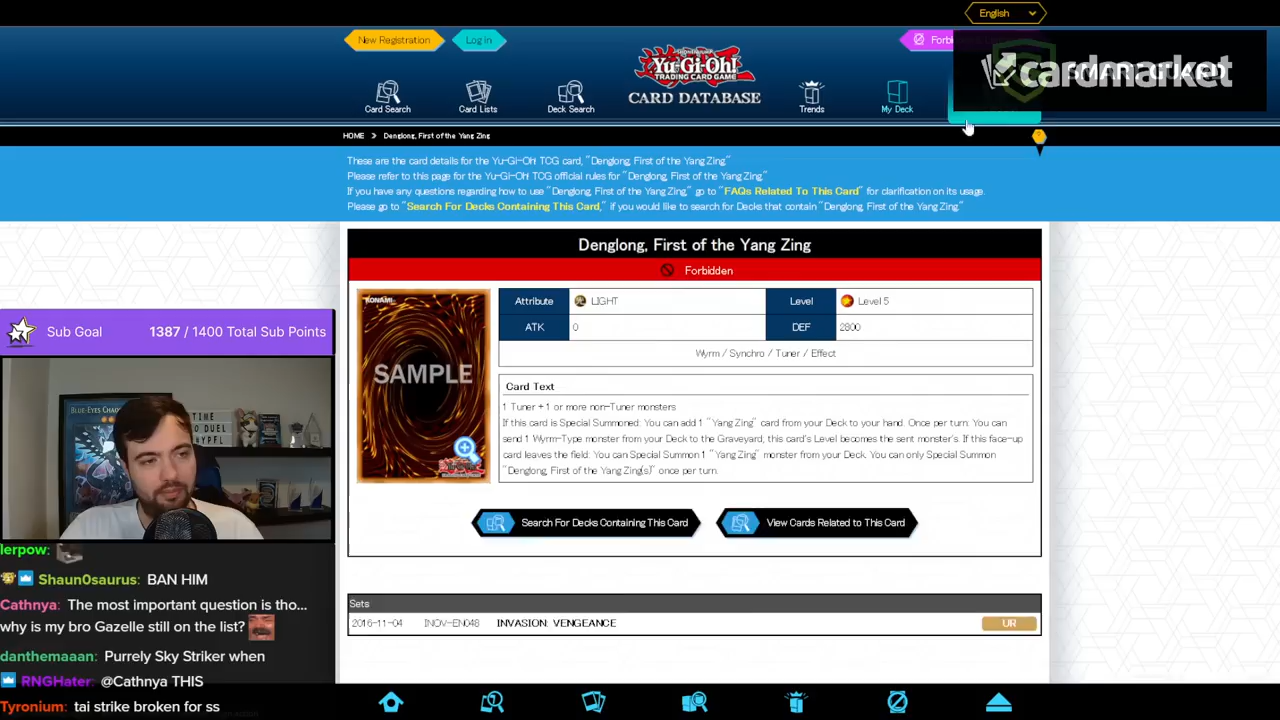 English
New Registration
Log in
Forb
cardmarket
Yu-Gi-Oh!
TRADING CARD GAME
CARD DATABASE
Card Search
Card Lists
Deck Search
Trends
My Deck
HOME > Denglong, First of the Yang Zing
These are the card details for the Yu-Gi-Oh! TCG card, "Denglong, First of the Yang Zing."
Please refer to this page for the Yu-Gi-Oh! TCG official rules for "Denglong, First of the Yang Zing."
If you have any questions regarding how to use "Denglong, First of the Yang Zing," go to "FAQs Related To This Card" for clarification on its usage.
Please go to "Search For Decks Containing This Card," if you would like to search for Decks that contain "Denglong, First of the Yang Zing."
Denglong, First of the Yang Zing
Forbidden
KONAMI
SAMPLE
Attribute LIGHT Level Level 5
ATK 0 DEF 2800
Wyrm / Synchro / Tuner / Effect
Card Text
1 Tuner + 1 or more non-Tuner monsters
If this card is Special Summoned: You can add 1 "Yang Zing" card from your Deck to your hand. Once per turn: You can
send 1 Wyrm-Type monster from your Deck to the Graveyard; this card's Level becomes the sent monster's. If this face-up
card leaves the field: You can Special Summon 1 "Yang Zing" monster from your Deck. You can only Special Summon
"Denglong, First of the Yang Zing(s)" once per turn.
Search For Decks Containing This Card
View Cards Related to This Card
Sets
2016-11-04 INOV-EN048 INVASION: VENGEANCE UR
Sub Goal 1387 / 1400 Total Sub Points
lerpow:
Shaun0saurus: BAN HIM
Cathnya: The most important question is tho...
why is my bro Gazelle still on the list?
danthemaaan: Purrely Sky Striker when
RNGHater: @Cathnya THIS
Tyronium: tai strike broken for ss